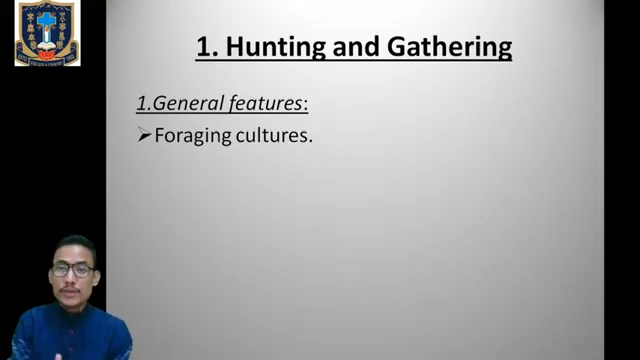 1. Hunting and Gathering
1.General features:
➢Foraging cultures.